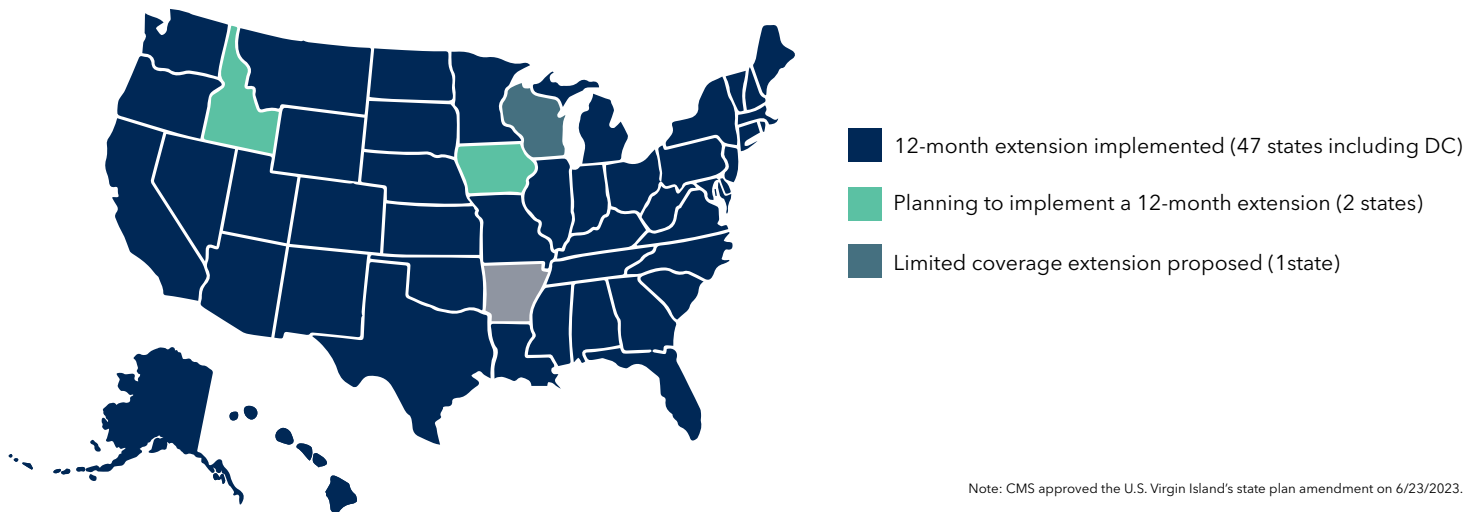 12-month extension implemented (47 states including DC)
Planning to implement a 12-month extension (2 states)
Limited coverage extension proposed (1state)
Note: CMS approved the U.S. Virgin Island’s state plan amendment on 6/23/2023.